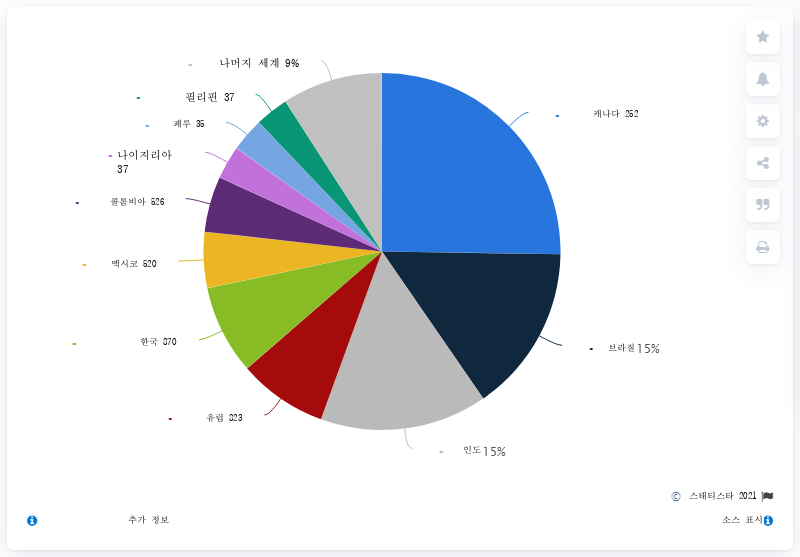 나머지 세계 9%
필리핀 37
페루 35
캐나다 252
나이지리아
37
콜롬비아 526
멕시코 520
한국 870
브라질 15%
유럽 823
인도 15%
© 스태티스타 2021
추가 정보
소스 표시